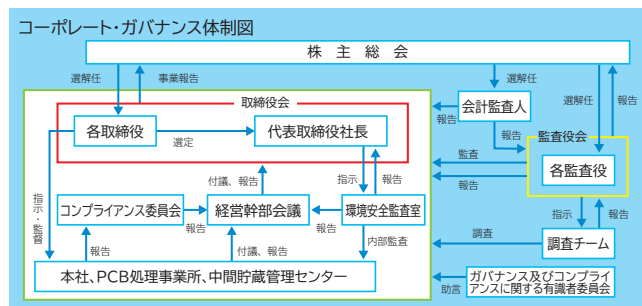 コーポレート・ガバナンス体制図
株主総会
選解任
事業報告
選解任
選解任
報告
取締役会
会計監査人
報告
各取締役
選定
代表取締役社長
報告
監査役会
監査
各監査役
報告
指示
報告
付議、報告
指示・監督
コンプライアンス委員会
報告
経営幹部会議
報告
環境安全監査室
指示
報告
報告
付議、報告
内部監査
調査
調査チーム
本社、PCB処理事業所、中間貯蔵管理センター
助言
ガバナンス及びコンプライ
アンスに関する有識者委員会